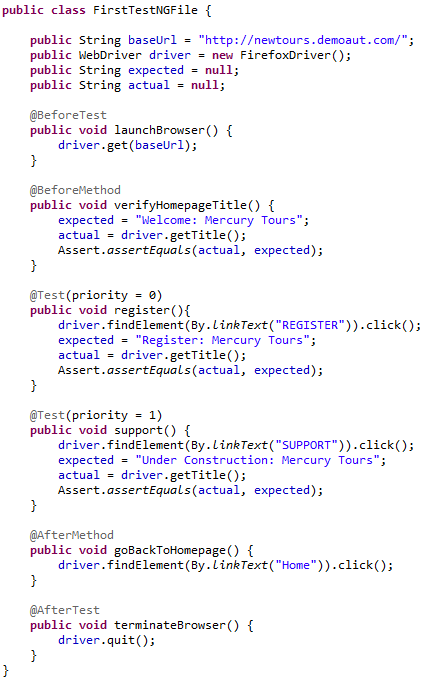 public class FirstTestNGFile {
public String baseUrl = "http://newtours.demoaut.com/";
public WebDriver driver = new FirefoxDriver();
public String expected = null;
public String actual = null;
@BeforeTest
public void launchBrowser() {
driver.get(baseUrl);
}
@BeforeMethod
public void verifyHomepageTitle() {
expected = "Welcome: Mercury Tours";
actual = driver.getTitle();
Assert.assertEquals(actual, expected);
}
@Test(priority = 0)
public void register(){
driver.findElement(By.linkText("REGISTER")).click();
expected = "Register: Mercury Tours";
actual = driver.getTitle();
Assert.assertEquals(actual, expected);
}
@Test(priority = 1)
public void support() {
driver.findElement(By.linkText("SUPPORT")).click();
expected = "Under Construction: Mercury Tours";
actual = driver.getTitle();
Assert.assertEquals(actual, expected);
}
@AfterMethod
public void goBackToHomepage() {
driver.findElement(By.linkText("Home")).click();
}
@AfterTest
public void terminateBrowser() {
driver.quit();
}
}